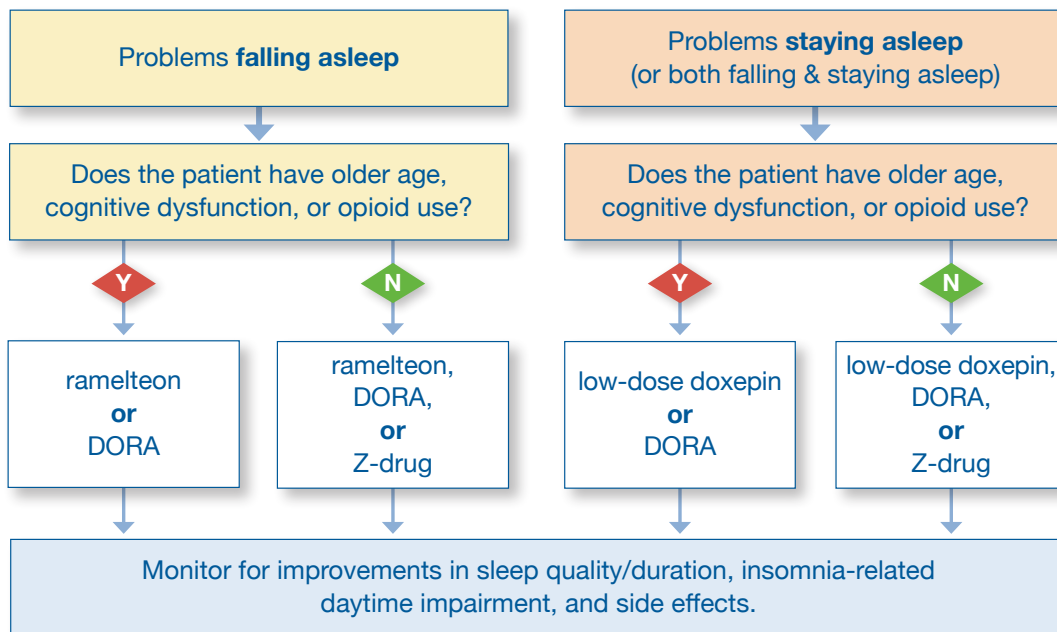 Problems falling asleep
Does the patient have older age,
cognitive dysfunction, or opioid use?
Y
N
ramelteon
or
DORA
ramelteon,
DORA,
or
Z-drug
Problems staying asleep
(or both falling & staying asleep)
Does the patient have older age,
cognitive dysfunction, or opioid use?
Y
N
low-dose doxepin
or
DORA
low-dose doxepin,
DORA,
or
Z-drug
Monitor for improvements in sleep quality/duration, insomnia-related
daytime impairment, and side effects.